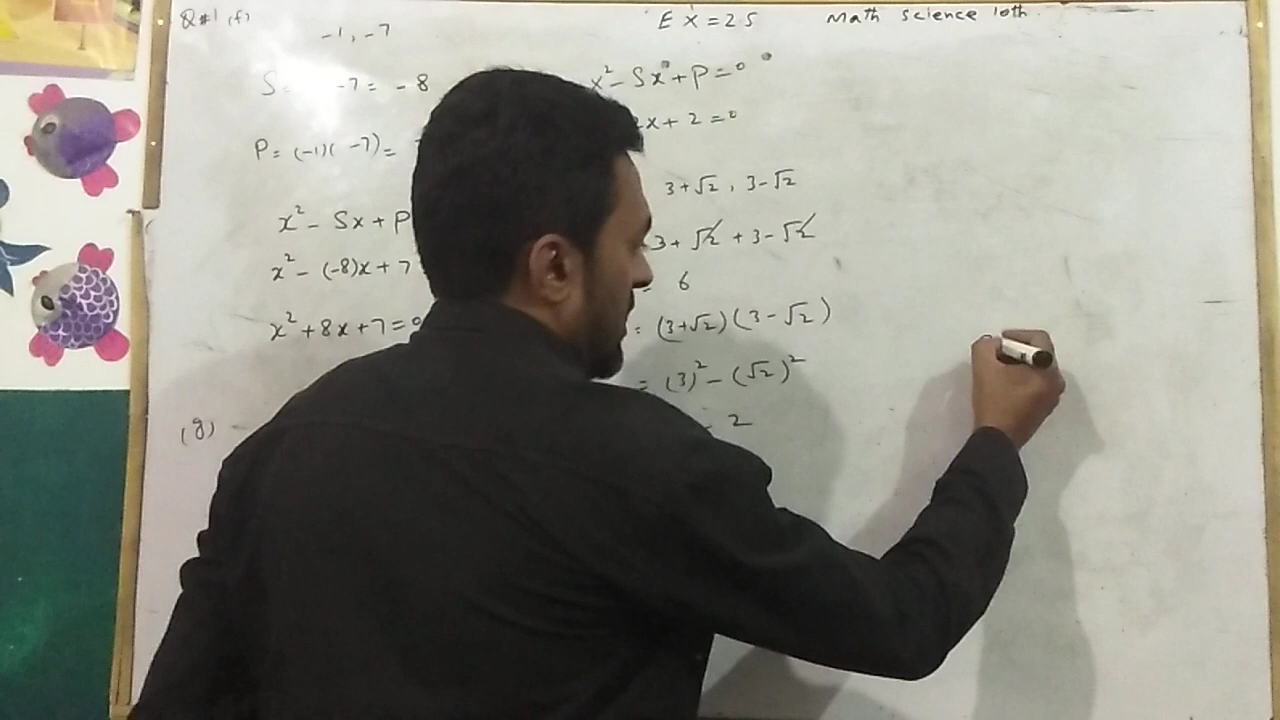 Q#1 (f)
-1, -7
EX=25
Math science 10th
S= -7 = -8
P= (-1)( -7)=
x² - Sx + P
x² - (-8)x + 7
x² + 8x + 7 = 0
(g)
x² - Sx + P = 0
2x + 2 = 0
3+√2 , 3-√2
3 + √2 + 3 - √2
6
= (3+√2)(3-√2)
= (3)² - (√2)²
- 2